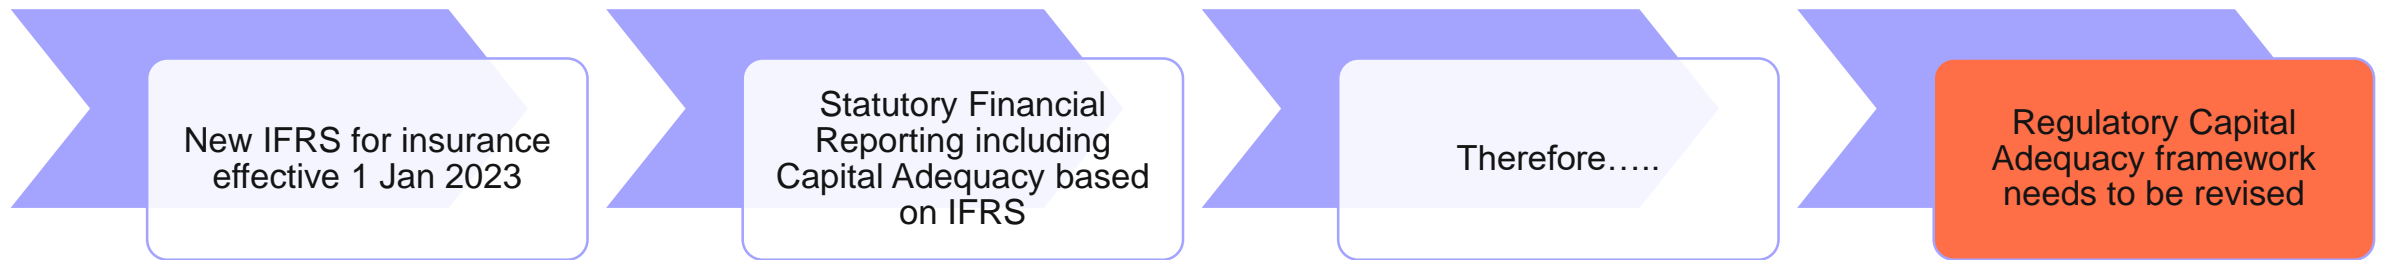 New IFRS for insurance
effective 1 Jan 2023
Statutory Financial
Reporting including
Capital Adequacy based
on IFRS
Therefore…..
Regulatory Capital
Adequacy framework
needs to be revised